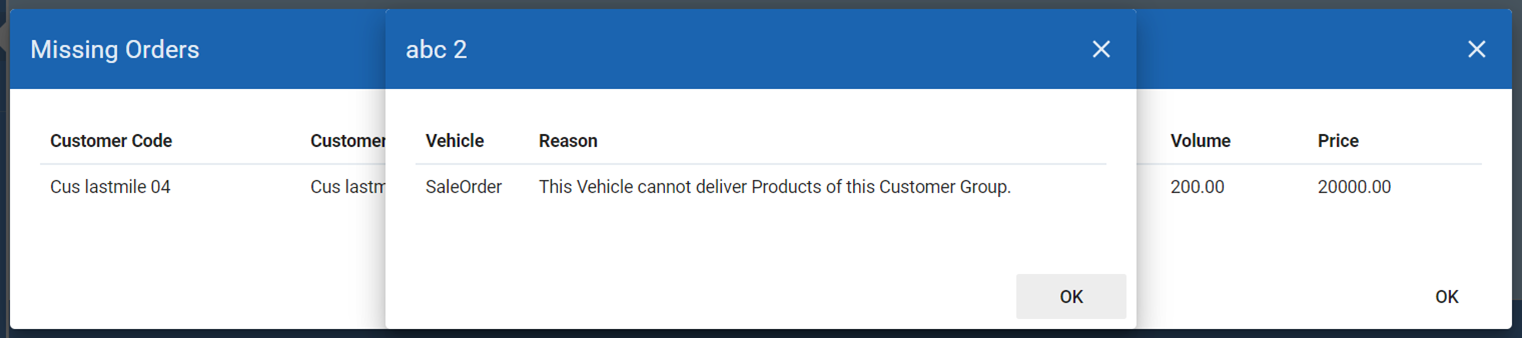 Missing Orders
abc 2
Customer Code Customer Vehicle Reason Volume Price
Cus lastmile 04 Cus lastm SaleOrder This Vehicle cannot deliver Products of this Customer Group. 200.00 20000.00
OK OK